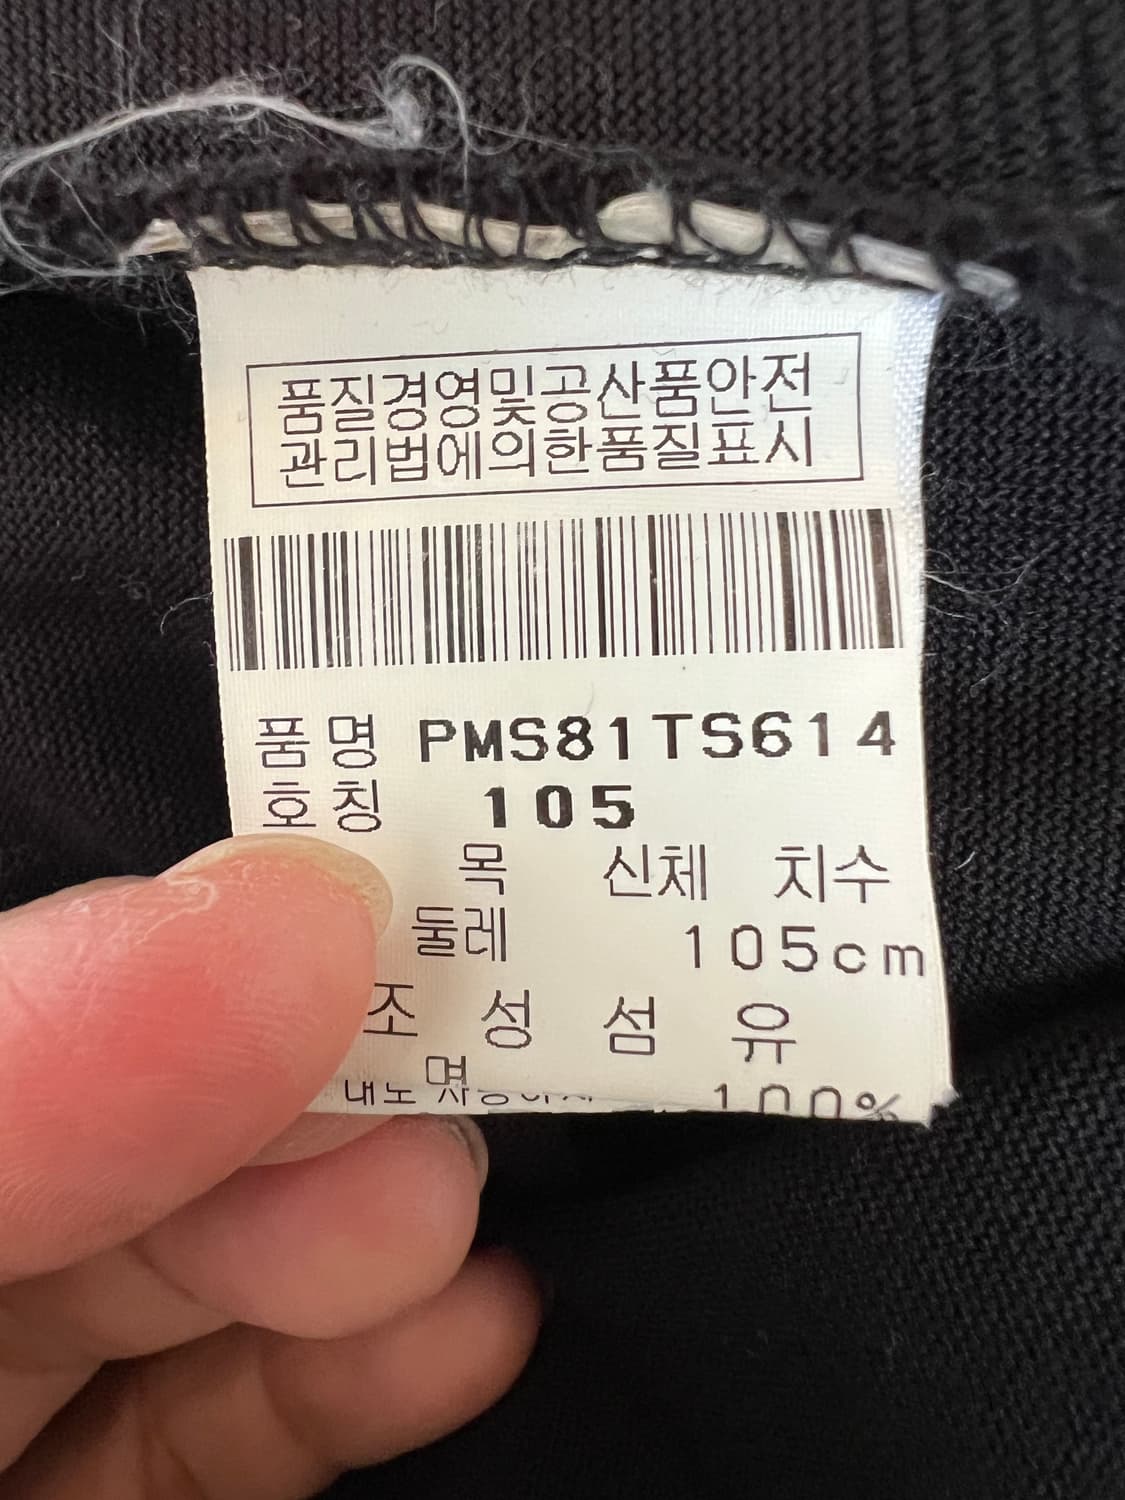 품질경영및공산품안전
관리법에의한품질표시
품명 PMS81TS614
호칭 105
목 신체 치수
둘레 105cm
조성섬유
면 100%